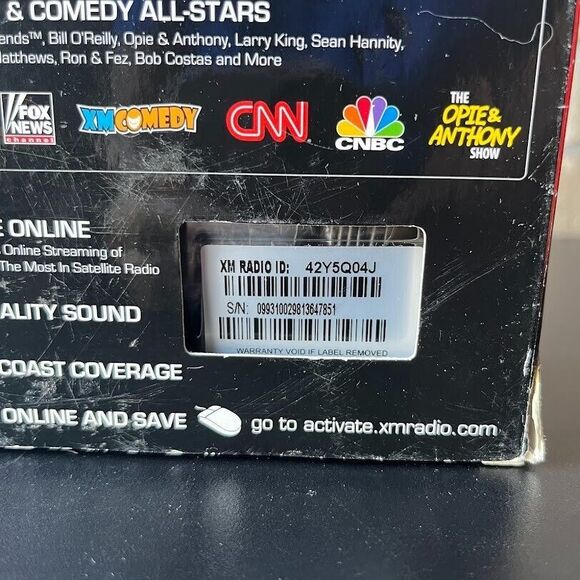 & COMEDY ALL-STARS
ends™, Bill O'Reilly, Opie & Anthony, Larry King, Sean Hannity,
atthews, Ron & Fez, Bob Costas and More
FOX
NEWS
channel
XMCOMEDY
CNN
CNBC
THE
OPIE &
ANTHONY
SHOW
E ONLINE
Online Streaming of
The Most In Satellite Radio
ALITY SOUND
COAST COVERAGE
ONLINE AND SAVE go to activate.xmradio.com
XM RADIO ID: 42Y5Q04J
S/N: 099310029813647851
WARRANTY VOID IF LABEL REMOVED